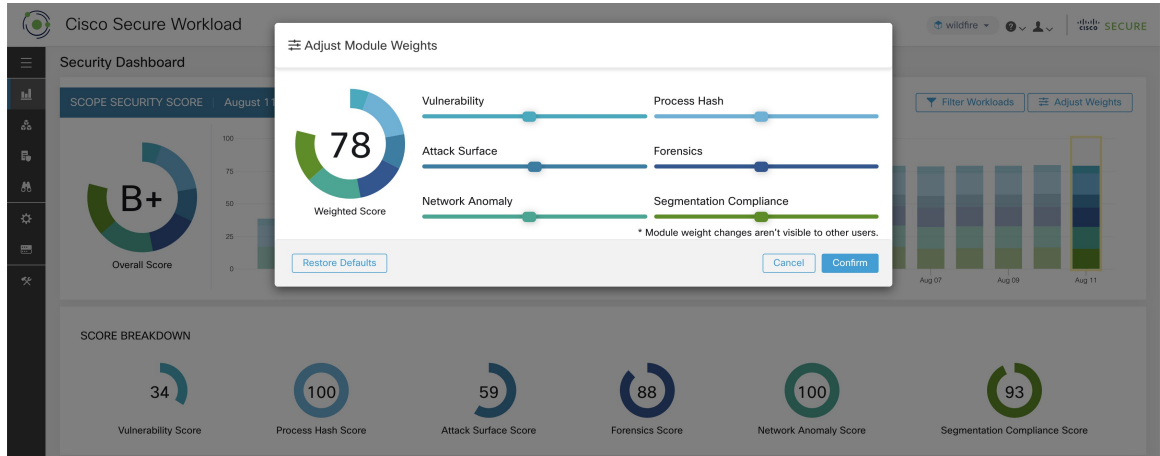 Cisco Secure Workload
wildfire
CISCO SECURE
Adjust Module Weights
Security Dashboard
SCOPE SECURITY SCORE August 11
Filter Workloads Adjust Weights
Vulnerability Process Hash
78
Weighted Score
Attack Surface Forensics
Network Anomaly Segmentation Compliance
* Module weight changes aren't visible to other users.
Restore Defaults Cancel Confirm
B+
Overall Score
100
75
50
25
0
Aug 07 Aug 09 Aug 11
SCORE BREAKDOWN
34 100 59 88 100 93
Vulnerability Score Process Hash Score Attack Surface Score Forensics Score Network Anomaly Score Segmentation Compliance Score